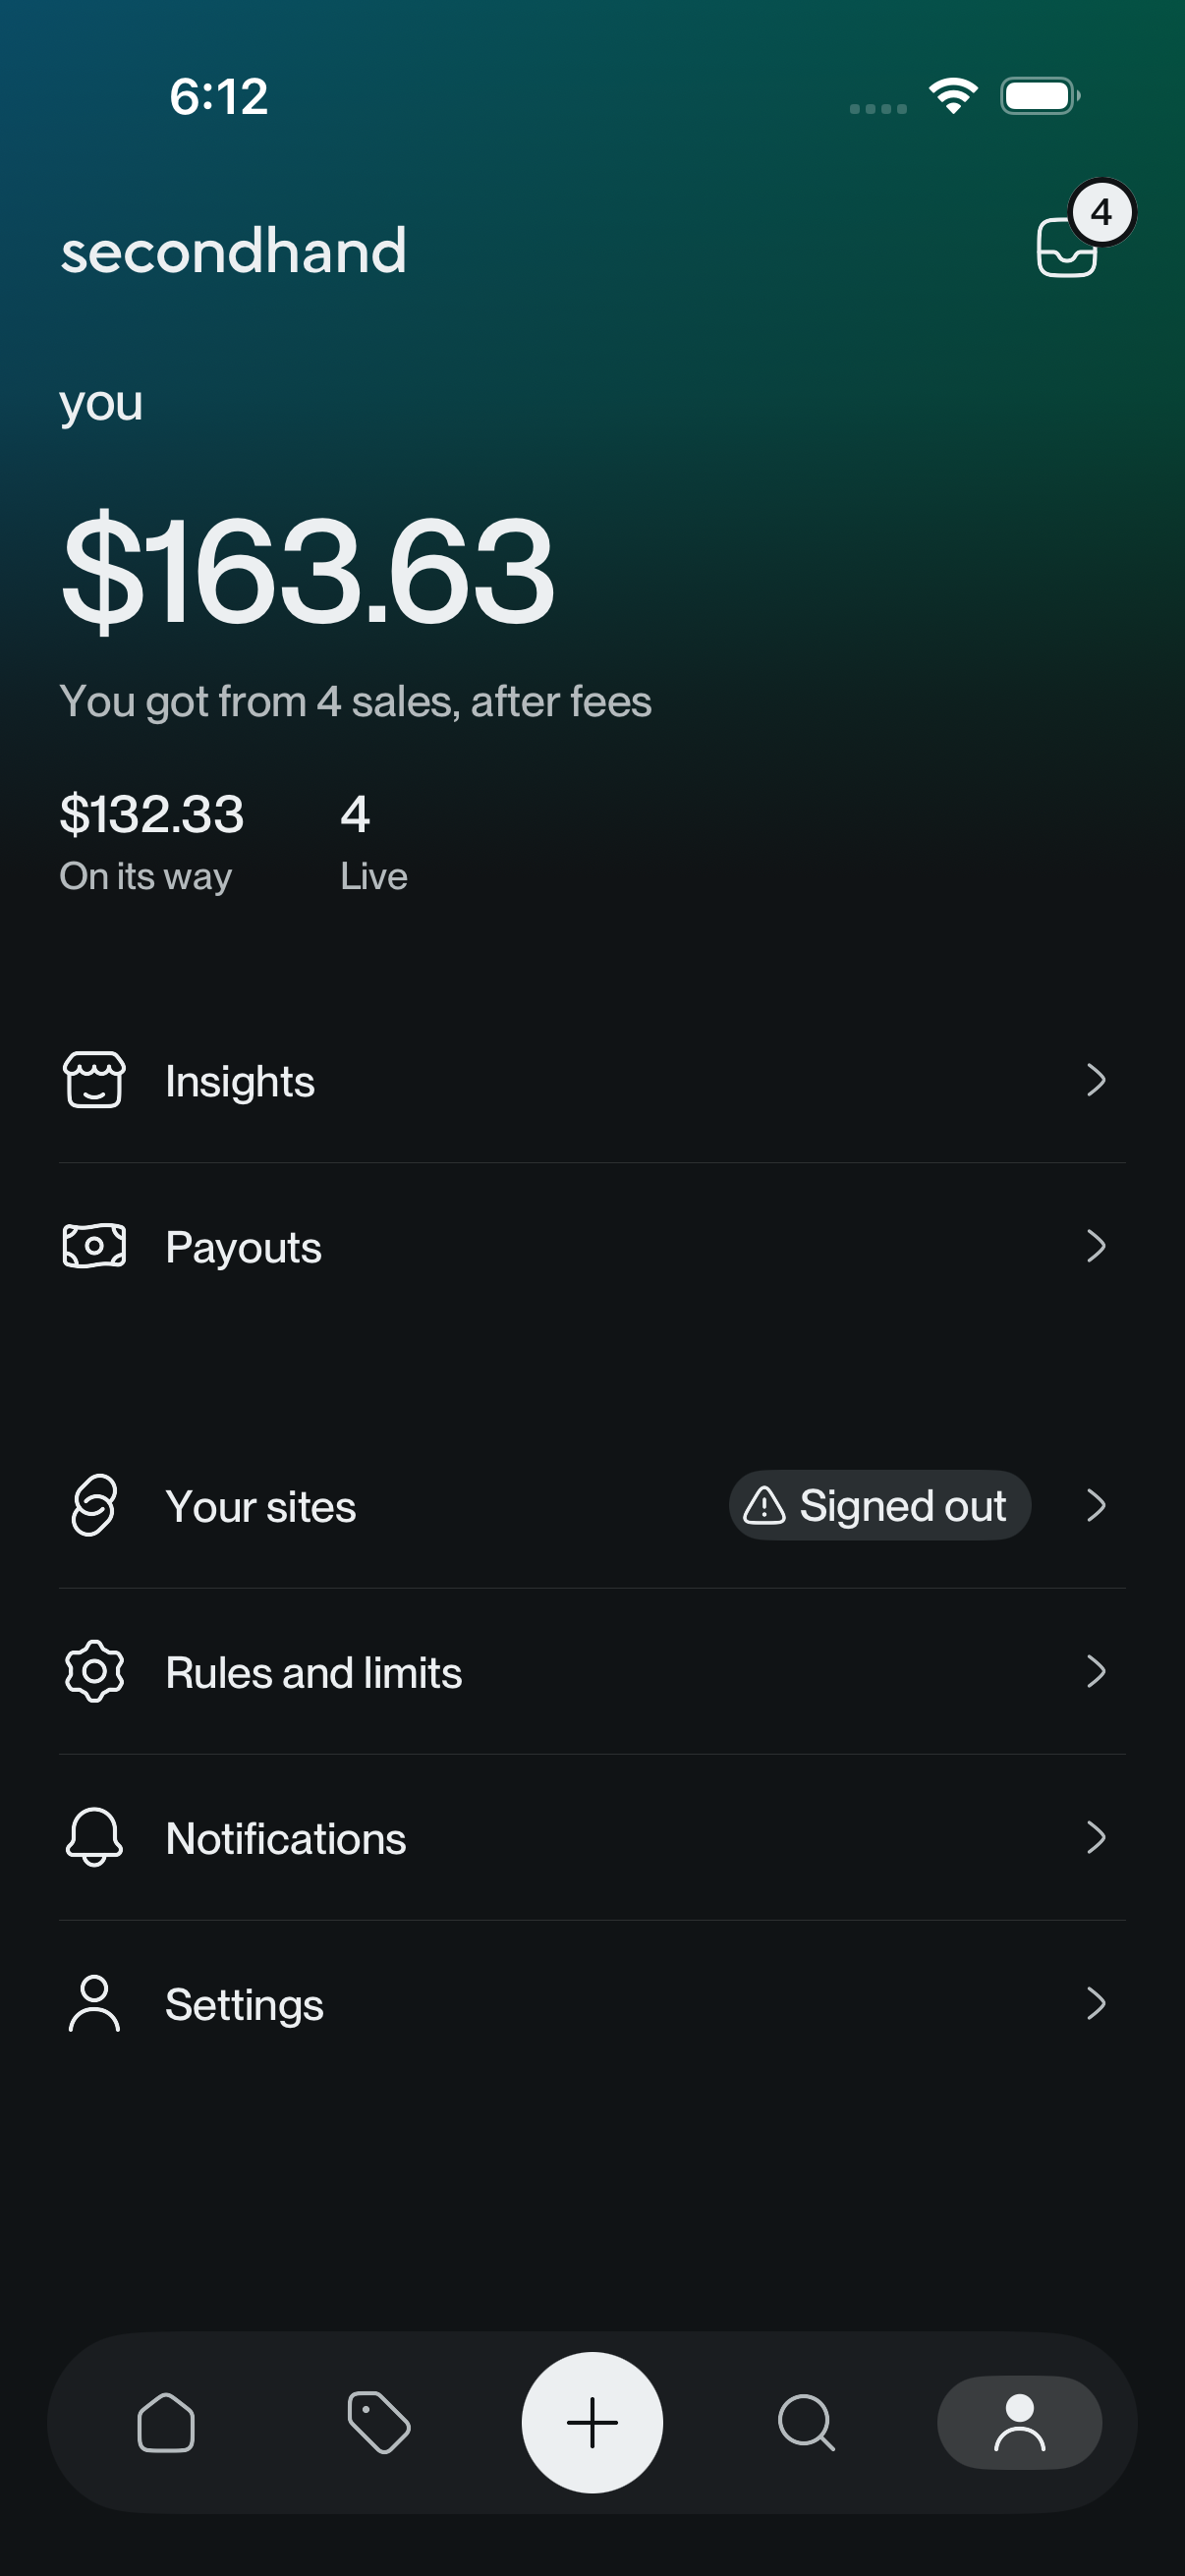 6:12
secondhand
4
you
$163.63
You got from 4 sales, after fees
$132.33
On its way
4
Live
Insights
Payouts
Your sites
Signed out
Rules and limits
Notifications
Settings